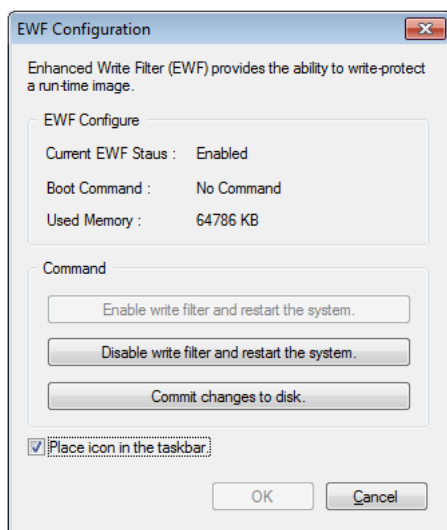 EWF Configuration
Enhanced Write Filter (EWF) provides the ability to write-protect
a run-time image.
EWF Configure
Current EWF Staus : Enabled
Boot Command : No Command
Used Memory : 64786 KB
Command
Enable write filter and restart the system.
Disable write filter and restart the system.
Commit changes to disk.
Place icon in the taskbar.
OK Cancel